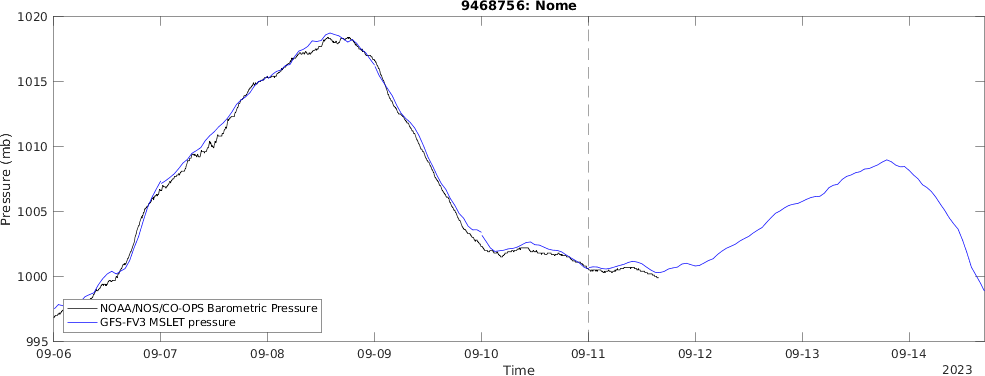 9468756: Nome
1020
1015
1010
1005
1000
995
Pressure (mb)
NOAA/NOS/CO-OPS Barometric Pressure
GFS-FV3 MSLET pressure
09-06 09-07 09-08 09-09 09-10 09-11 09-12 09-13 09-14
Time
2023